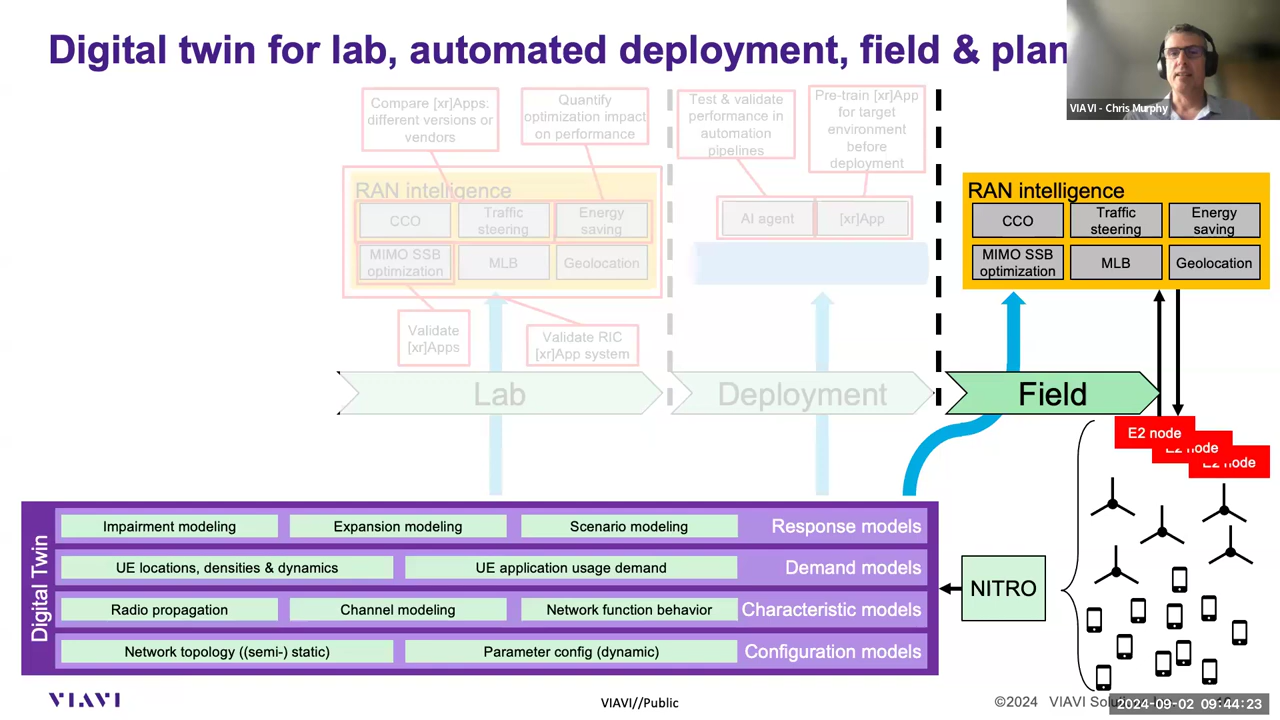 Digital twin for lab, automated deployment, field & plan
VIAVI - Chris Murphy
Compare [xr]Apps:
different versions or
vendors
Quantify
optimization impact
on performance
Test & validate
performance in
automation
pipelines
Pre-train [xr]App
for target
environment
before
deployment
RAN intelligence
CCO
Traffic
steering
Energy
saving
MIMO SSB
optimization
MLB
Geolocation
AI agent
[xr]App
RAN intelligence
CCO
Traffic
steering
Energy
saving
MIMO SSB
optimization
MLB
Geolocation
Validate
[xr]Apps
Validate RIC
[xr]App system
Lab
Deployment
Field
E2 node
E2 node
E2 node
Digital Twin
Impairment modeling
Expansion modeling
Scenario modeling
Response models
UE locations, densities & dynamics
UE application usage demand
Demand models
Radio propagation
Channel modeling
Network function behavior
Characteristic models
Network topology ((semi-) static)
Parameter config (dynamic)
Configuration models
NITRO
VIAVI
VIAVI//Public
©2024 VIAVI
2024-09-02 09:44:23